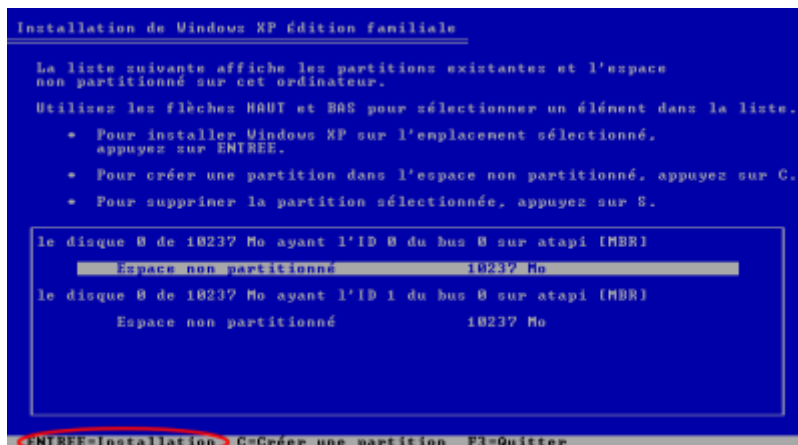 Installation de Windows XP Édition familiale
La liste suivante affiche les partitions existantes et l'espace
non partitionné sur cet ordinateur.
Utilisez les flèches HAUT et BAS pour sélectionner un élément dans la liste.
• Pour installer Windows XP sur l'emplacement sélectionné,
appuyez sur ENTREE.
• Pour créer une partition dans l'espace non partitionné, appuyez sur C.
• Pour supprimer la partition sélectionnée, appuyez sur S.
le disque 0 de 10237 Mo ayant l'ID 0 du bus 0 sur atapi [MBR]
Espace non partitionné 10237 Mo
le disque 0 de 10237 Mo ayant l'ID 1 du bus 0 sur atapi [MBR]
Espace non partitionné 10237 Mo
ENTREE=Installation C=Créer une partition F3=Quitter